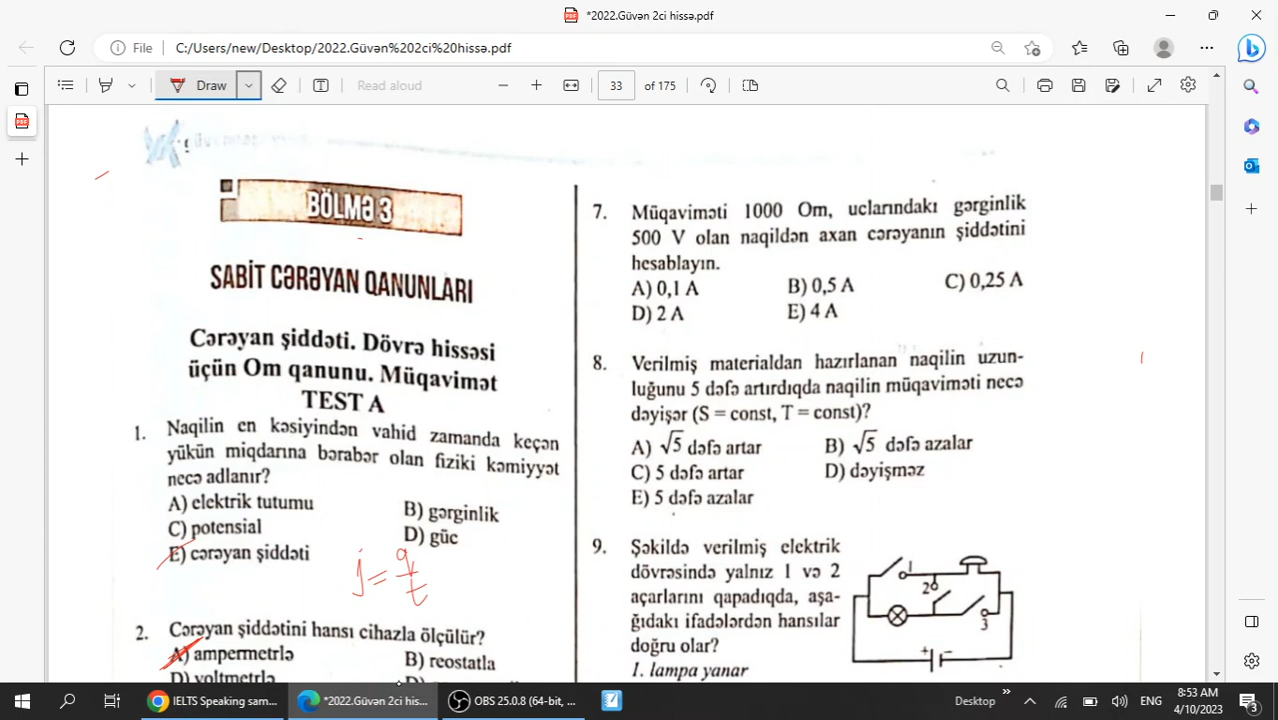 *2022.Güvən 2ci hissə.pdf
File C:/Users/new/Desktop/2022.Güvən%202ci%20hissə.pdf
Draw Read aloud 33 of 175
BÖLMƏ 3
SABİT CƏRƏYAN QANUNLARI
Cərəyan şiddəti. Dövrə hissəsi
üçün Om qanunu. Müqavimət
TEST A
1. Naqilin en kəsiyindən vahid zamanda keçən
yükün miqdarına bərabər olan fiziki kəmiyyət
necə adlanır?
A) elektrik tutumu B) gərginlik
C) potensial D) güc
E) cərəyan şiddəti
j = q/t
2. Cərəyan şiddətini hansı cihazla ölçülür?
A) ampermetrlə B) reostatla
D) voltmetrlə
7. Müqaviməti 1000 Om, uclarındakı gərginlik
500 V olan naqildən axan cərəyanın şiddətini
hesablayın.
A) 0,1 A B) 0,5 A C) 0,25 A
D) 2 A E) 4 A
8. Verilmiş materialdan hazırlanan naqilin uzun-
luğunu 5 dəfə artırdıqda naqilin müqaviməti necə
dəyişər (S = const, T = const)?
A) √5 dəfə artar B) √5 dəfə azalar
C) 5 dəfə artar D) dəyişməz
E) 5 dəfə azalar
9. Şəkildə verilmiş elektrik
dövrəsində yalnız 1 və 2
açarlarını qapadıqda, aşa-
ğıdakı ifadələrdən hansılar
doğru olar?
1. lampa yanar
1
2
3
+ −
IELTS Speaking sam... *2022.Güvən 2ci his... OBS 25.0.8 (64-bit, ... Desktop » ENG 8:53 AM
4/10/2023 3